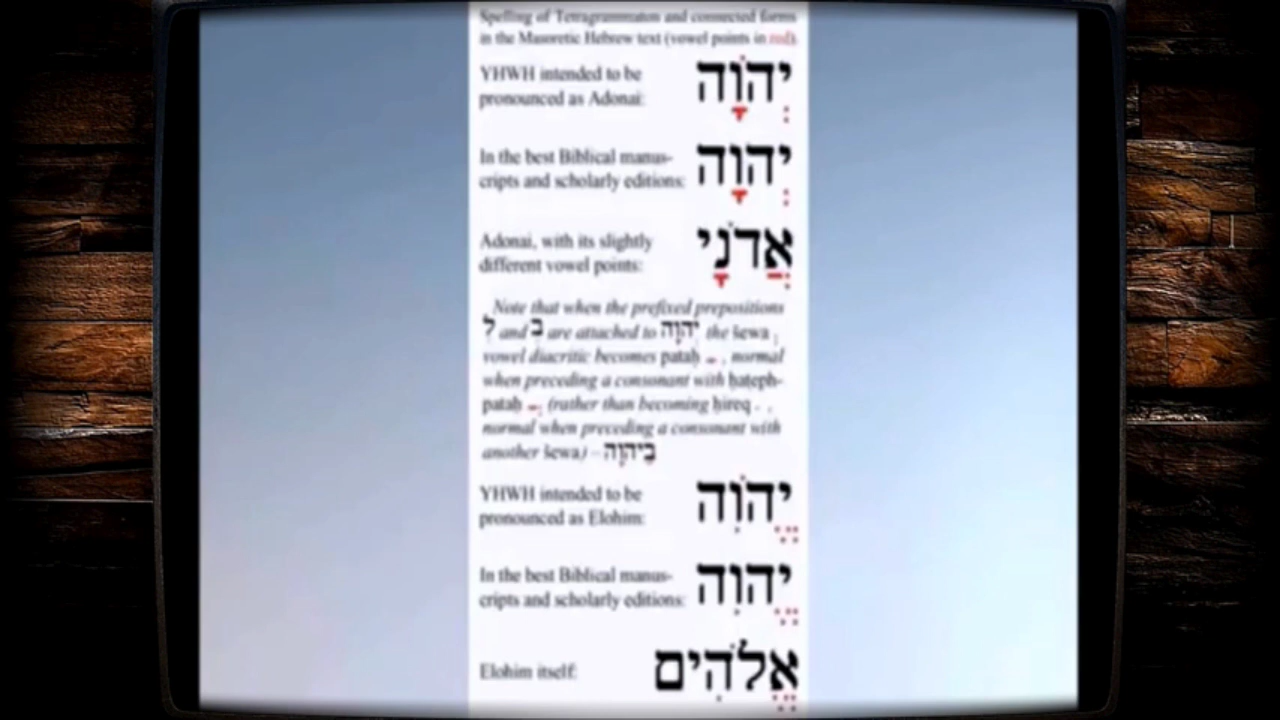 Spelling of Tetragrammaton and connected forms
in the Masoretic Hebrew text (vowel points in red).
YHWH intended to be יְהֹוָה
pronounced as Adonai:
In the best Biblical manus- יְהוָה
cripts and scholarly editions:
Adonai, with its slightly אֲדֹנָי
different vowel points:
Note that when the prefixed prepositions
ל and ב are attached to יהוָה the šewa ְ
vowel diacritic becomes pataḥ ַ , normal
when preceding a consonant with ḥaṭeph-
pataḥ ֲ (rather than becoming ḥireq ִ ,
normal when preceding a consonant with
another šewa) – בַיהוָה
YHWH intended to be יֱהֹוִה
pronounced as Elohim:
In the best Biblical manus- יֱהוִה
cripts and scholarly editions:
Elohim itself: אֱלֹהִים